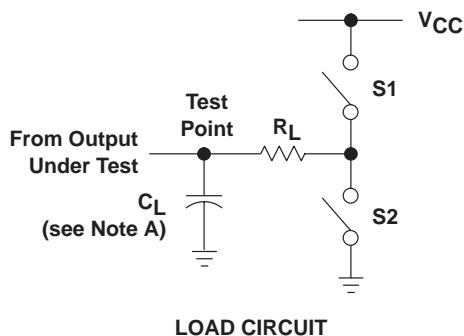 VCC
S1
Test
Point
RL
From Output
Under Test
CL
(see Note A)
S2
LOAD CIRCUIT